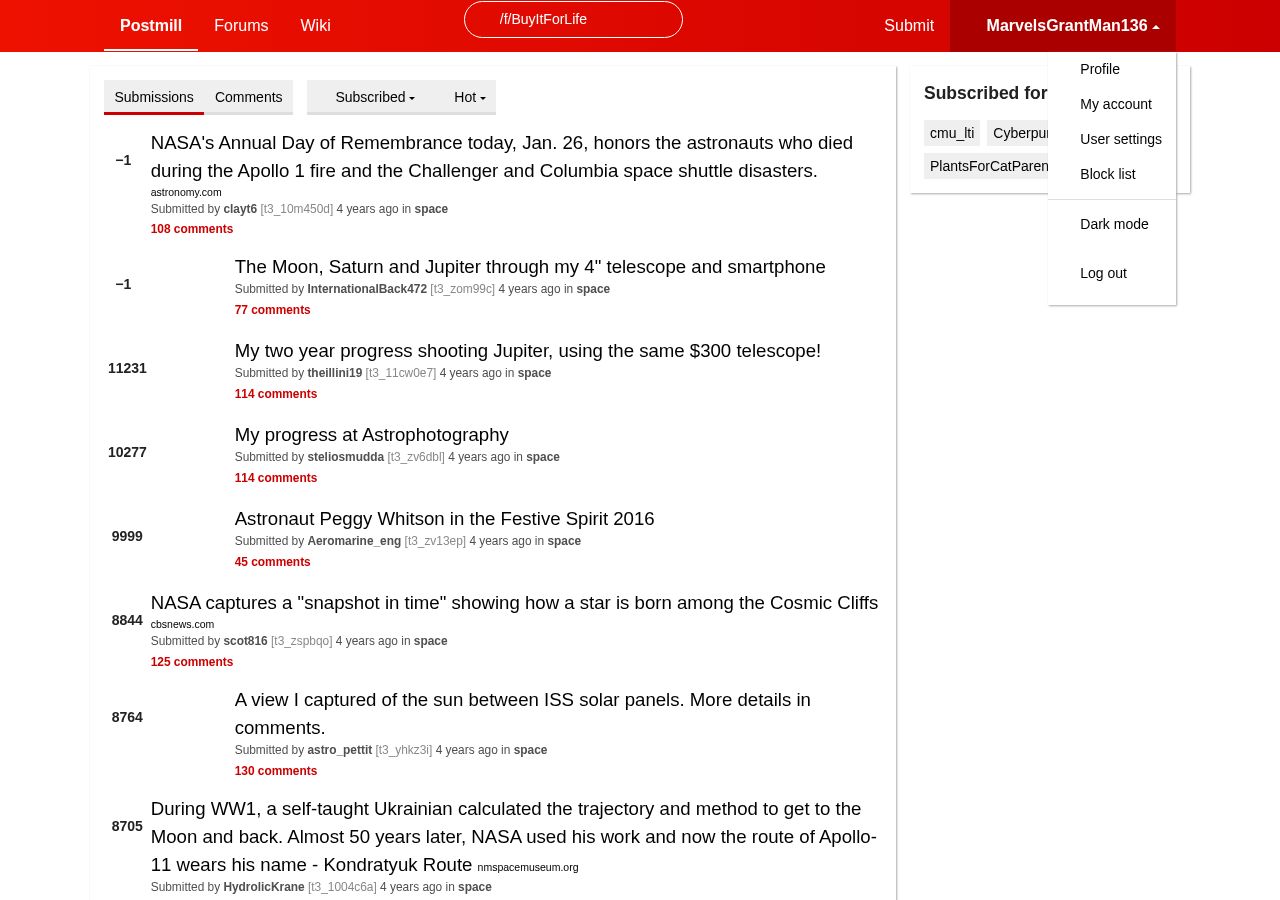 Postmill Forums Wiki /f/BuyItForLife Submit MarvelsGrantMan136
Profile
My account
User settings
Block list
Dark mode
Log out
Submissions Comments Subscribed Hot
NASA's Annual Day of Remembrance today, Jan. 26, honors the astronauts who died
during the Apollo 1 fire and the Challenger and Columbia space shuttle disasters.
−1
astronomy.com
Submitted by clayt6 [t3_10m450d] 4 years ago in space
108 comments
The Moon, Saturn and Jupiter through my 4" telescope and smartphone
−1
Submitted by InternationalBack472 [t3_zom99c] 4 years ago in space
77 comments
My two year progress shooting Jupiter, using the same $300 telescope!
11231
Submitted by theillini19 [t3_11cw0e7] 4 years ago in space
114 comments
My progress at Astrophotography
10277
Submitted by steliosmudda [t3_zv6dbl] 4 years ago in space
114 comments
Astronaut Peggy Whitson in the Festive Spirit 2016
9999
Submitted by Aeromarine_eng [t3_zv13ep] 4 years ago in space
45 comments
NASA captures a "snapshot in time" showing how a star is born among the Cosmic Cliffs
8844
cbsnews.com
Submitted by scot816 [t3_zspbqo] 4 years ago in space
125 comments
A view I captured of the sun between ISS solar panels. More details in
comments.
8764
Submitted by astro_pettit [t3_yhkz3i] 4 years ago in space
130 comments
During WW1, a self-taught Ukrainian calculated the trajectory and method to get to the
Moon and back. Almost 50 years later, NASA used his work and now the route of Apollo-
11 wears his name - Kondratyuk Route nmspacemuseum.org
8705
Submitted by HydrolicKrane [t3_1004c6a] 4 years ago in space
Subscribed for
cmu_lti Cyberpu
PlantsForCatParen